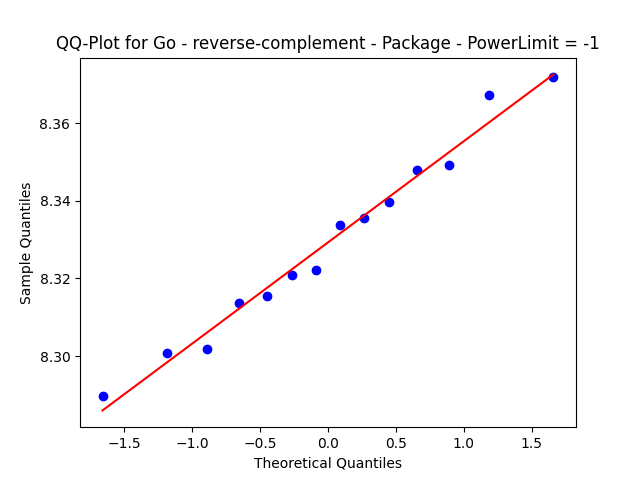 QQ-Plot for Go - reverse-complement - Package - PowerLimit = -1
8.36
8.34
8.32
8.30
Sample Quantiles
−1.5 −1.0 −0.5 0.0 0.5 1.0 1.5
Theoretical Quantiles